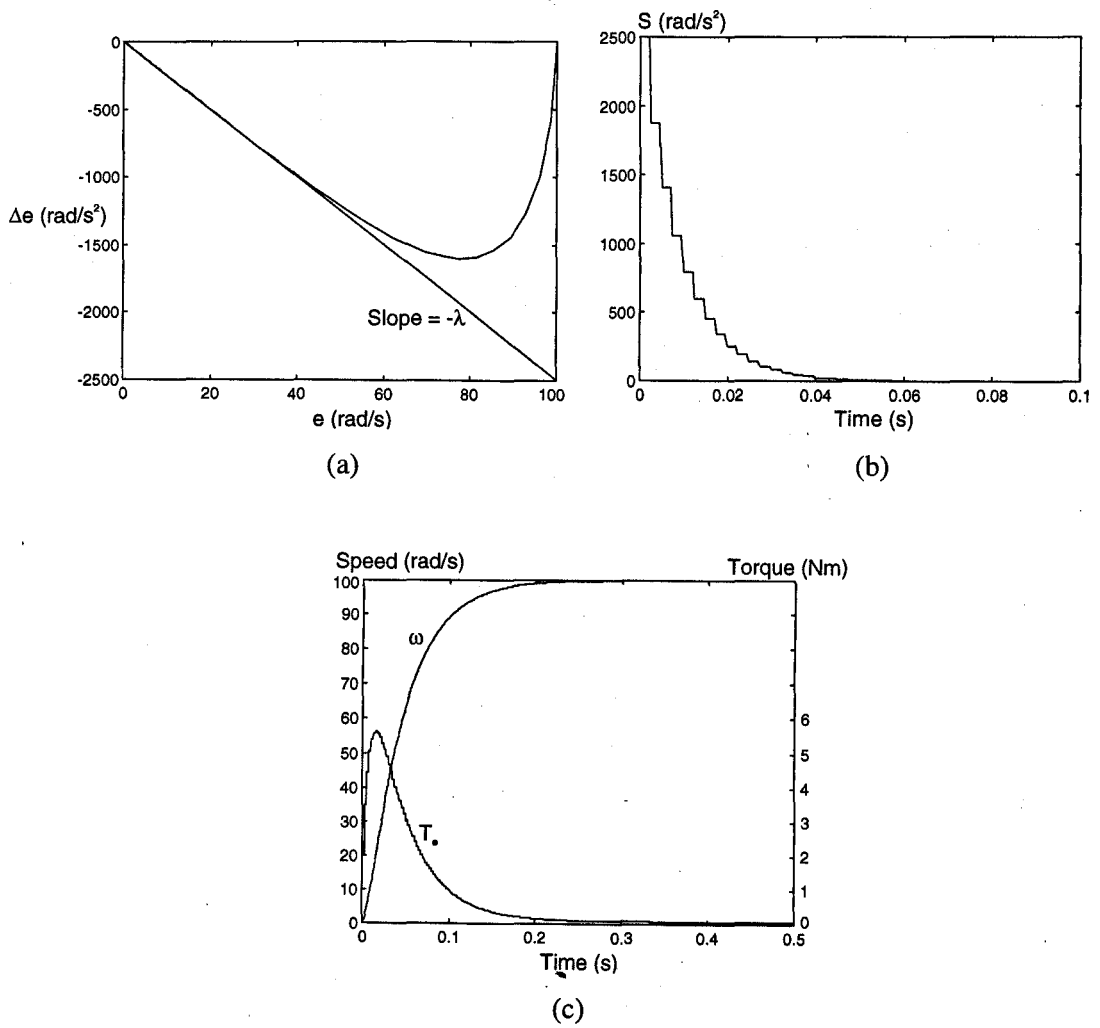 0
-500
-1000
Δe (rad/s²)
-1500
-2000
-2500
Slope = -λ
0 20 40 60 80 100
e (rad/s)
(a)
S (rad/s²)
2500
2000
1500
1000
500
0
0 0.02 0.04 0.06 0.08 0.1
Time (s)
(b)
Speed (rad/s)
Torque (Nm)
100
90
ω
80
70
60 6
50 5
40 4
30 3
Tₑ
20 2
10 1
0 0
0 0.1 0.2 0.3 0.4 0.5
Time (s)
(c)